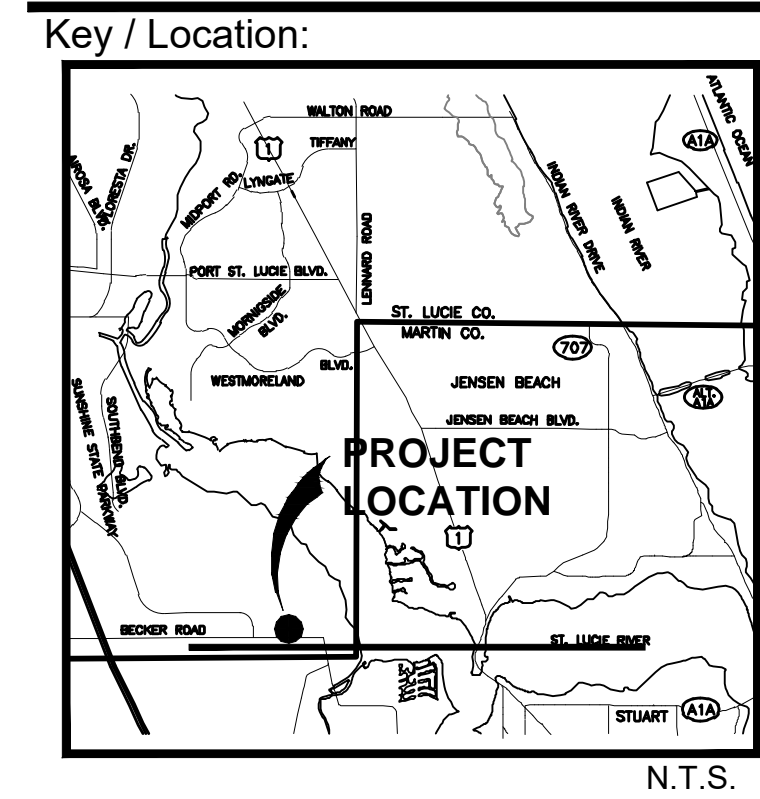 Key / Location:
WALTON ROAD
TIFFANY
1
LYNGATE
MIDPORT RD.
AIROSA BLVD.
FLORESTA DR.
A1A
ATLANTIC OCEAN
INDIAN RIVER DRIVE
INDIAN RIVER
LENNARD ROAD
PORT ST. LUCIE BLVD.
MORNINGSIDE
BLVD.
ST. LUCIE CO.
MARTIN CO.
707
WESTMORELAND
BLVD.
JENSEN BEACH
ALT.
A1A
JENSEN BEACH BLVD.
SUNSHINE STATE PARKWAY
SOUTHBEND BLVD.
PROJECT
LOCATION
1
BECKER ROAD
ST. LUCIE RIVER
STUART
A1A
N.T.S.